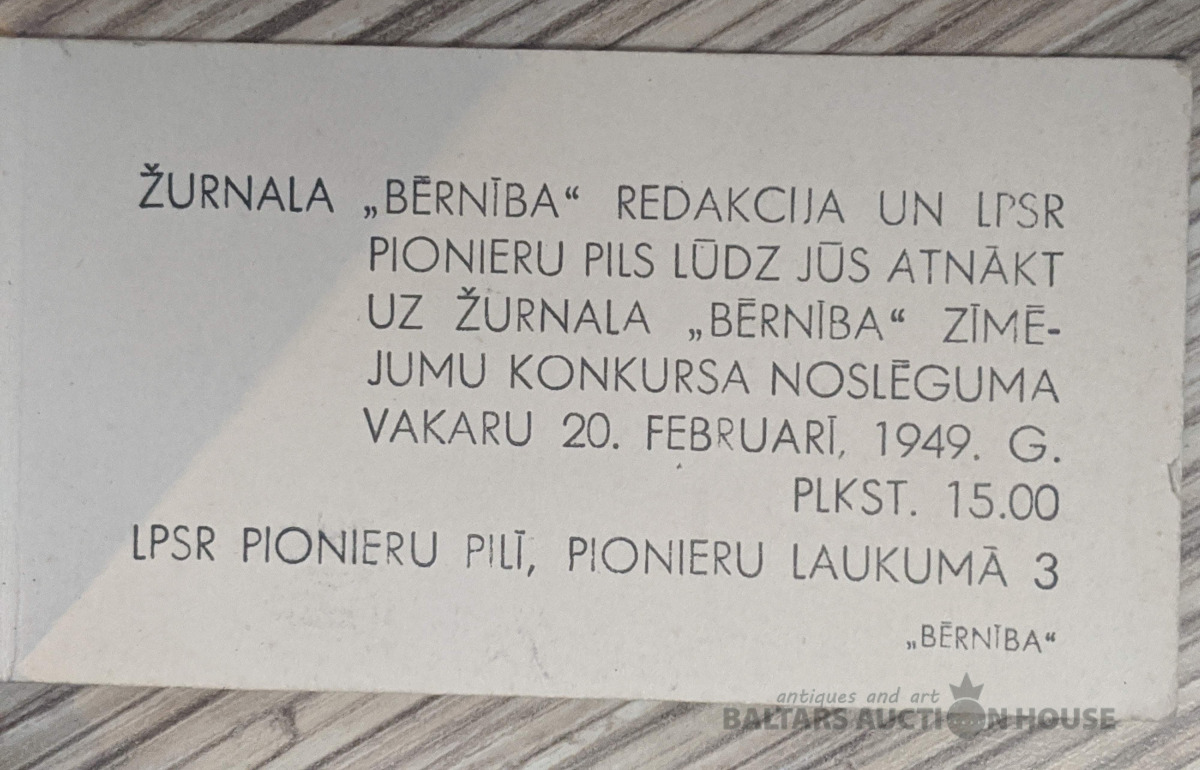 ŽURNALA „BĒRNĪBA“ REDAKCIJA UN LPSR
PIONIERU PILS LŪDZ JŪS ATNĀKT
UZ ŽURNALA „BĒRNĪBA“ ZĪMĒ-
JUMU KONKURSA NOSLĒGUMA
VAKARU 20. FEBRUARĪ, 1949. G.
PLKST. 15.00
LPSR PIONIERU PILĪ, PIONIERU LAUKUMĀ 3
„BĒRNĪBA“
antiques and art
BALTARS AUCTION HOUSE